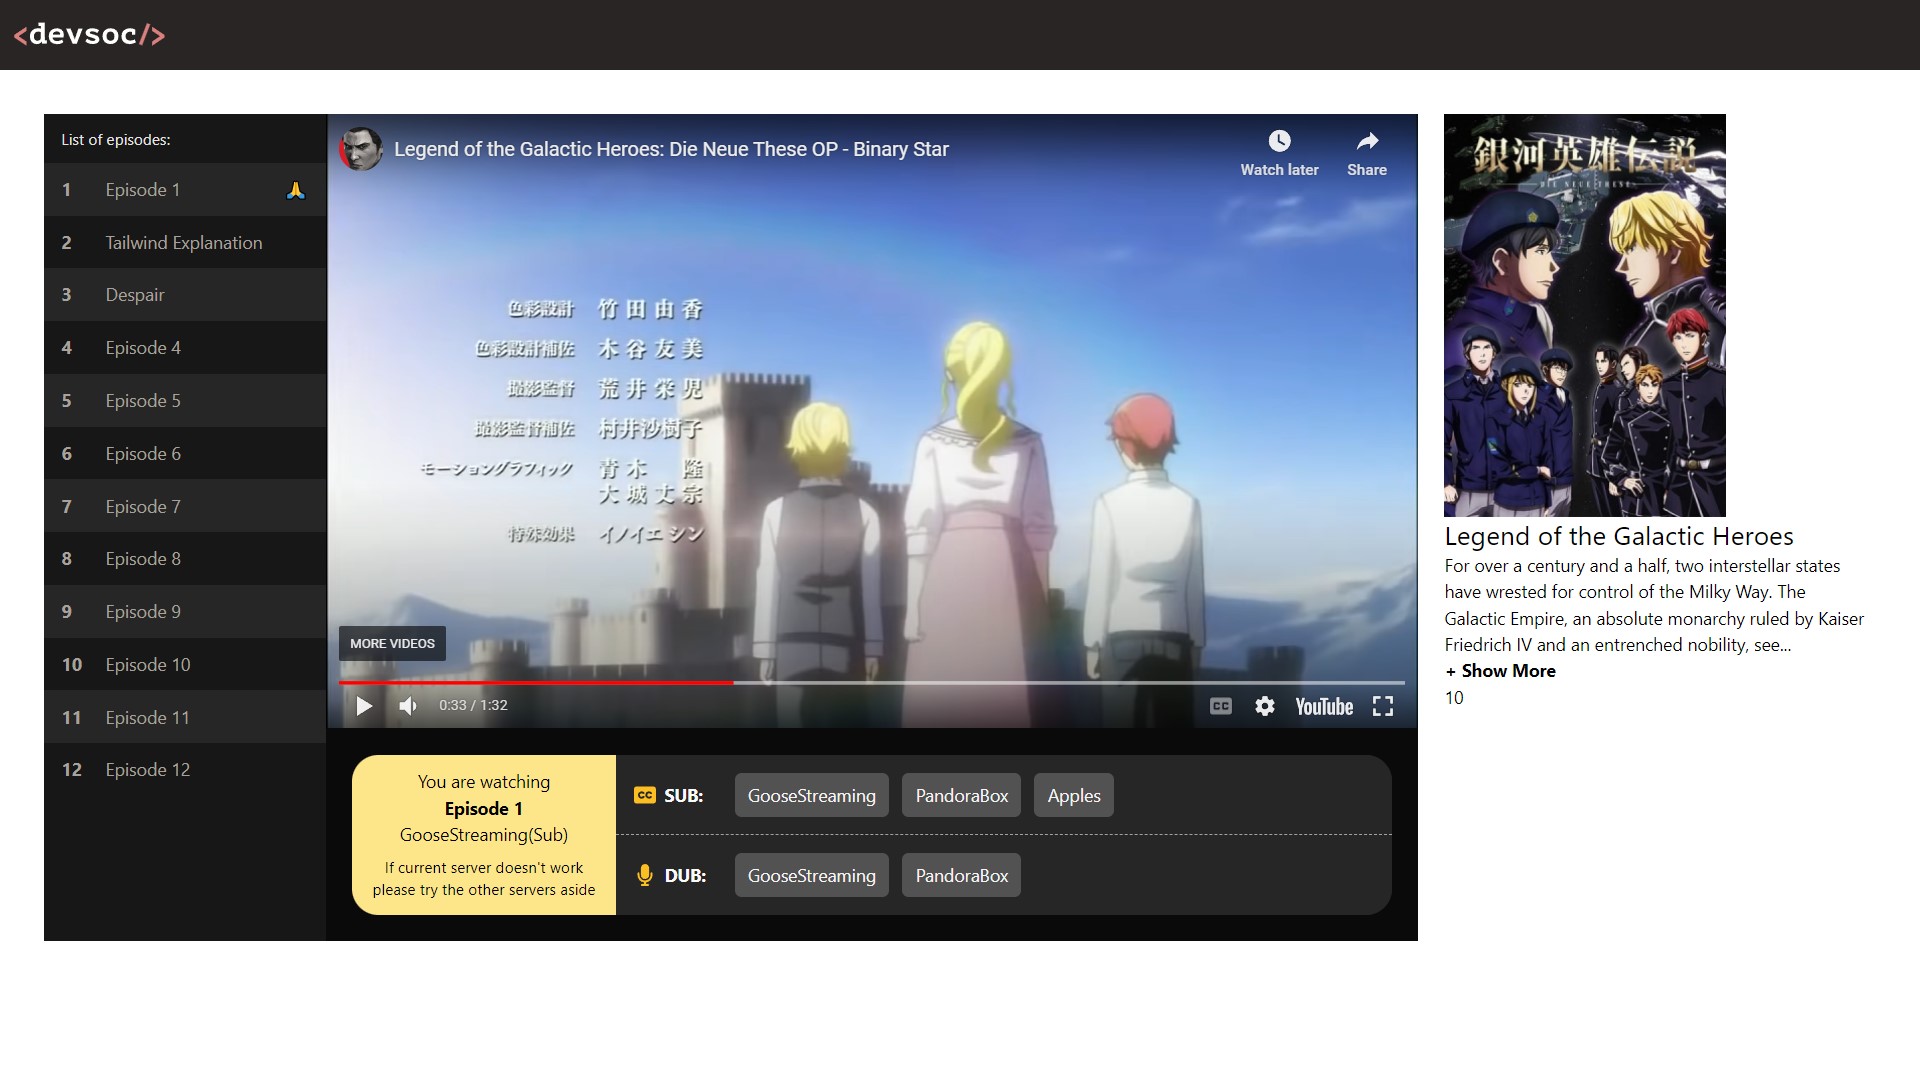 <devsoc/>
List of episodes:
1 Episode 1
2 Tailwind Explanation
3 Despair
4 Episode 4
5 Episode 5
6 Episode 6
7 Episode 7
8 Episode 8
9 Episode 9
10 Episode 10
11 Episode 11
12 Episode 12
Legend of the Galactic Heroes: Die Neue These OP - Binary Star
Watch later
Share
色彩設計 竹田由香
色彩設計補佐 木谷友美
撮影監督 荒井栄児
撮影監督補佐 村井沙樹子
モーショングラフィック 青木 隆
大城丈宗
特殊効果 イノイエシン
MORE VIDEOS
0:33 / 1:32
CC
YouTube
You are watching
Episode 1
GooseStreaming(Sub)
If current server doesn't work
please try the other servers aside
CC SUB: GooseStreaming PandoraBox Apples
DUB: GooseStreaming PandoraBox
銀河英雄伝説
DIE NEUE THESE
Legend of the Galactic Heroes
For over a century and a half, two interstellar states
have wrested for control of the Milky Way. The
Galactic Empire, an absolute monarchy ruled by Kaiser
Friedrich IV and an entrenched nobility, see...
+ Show More
10